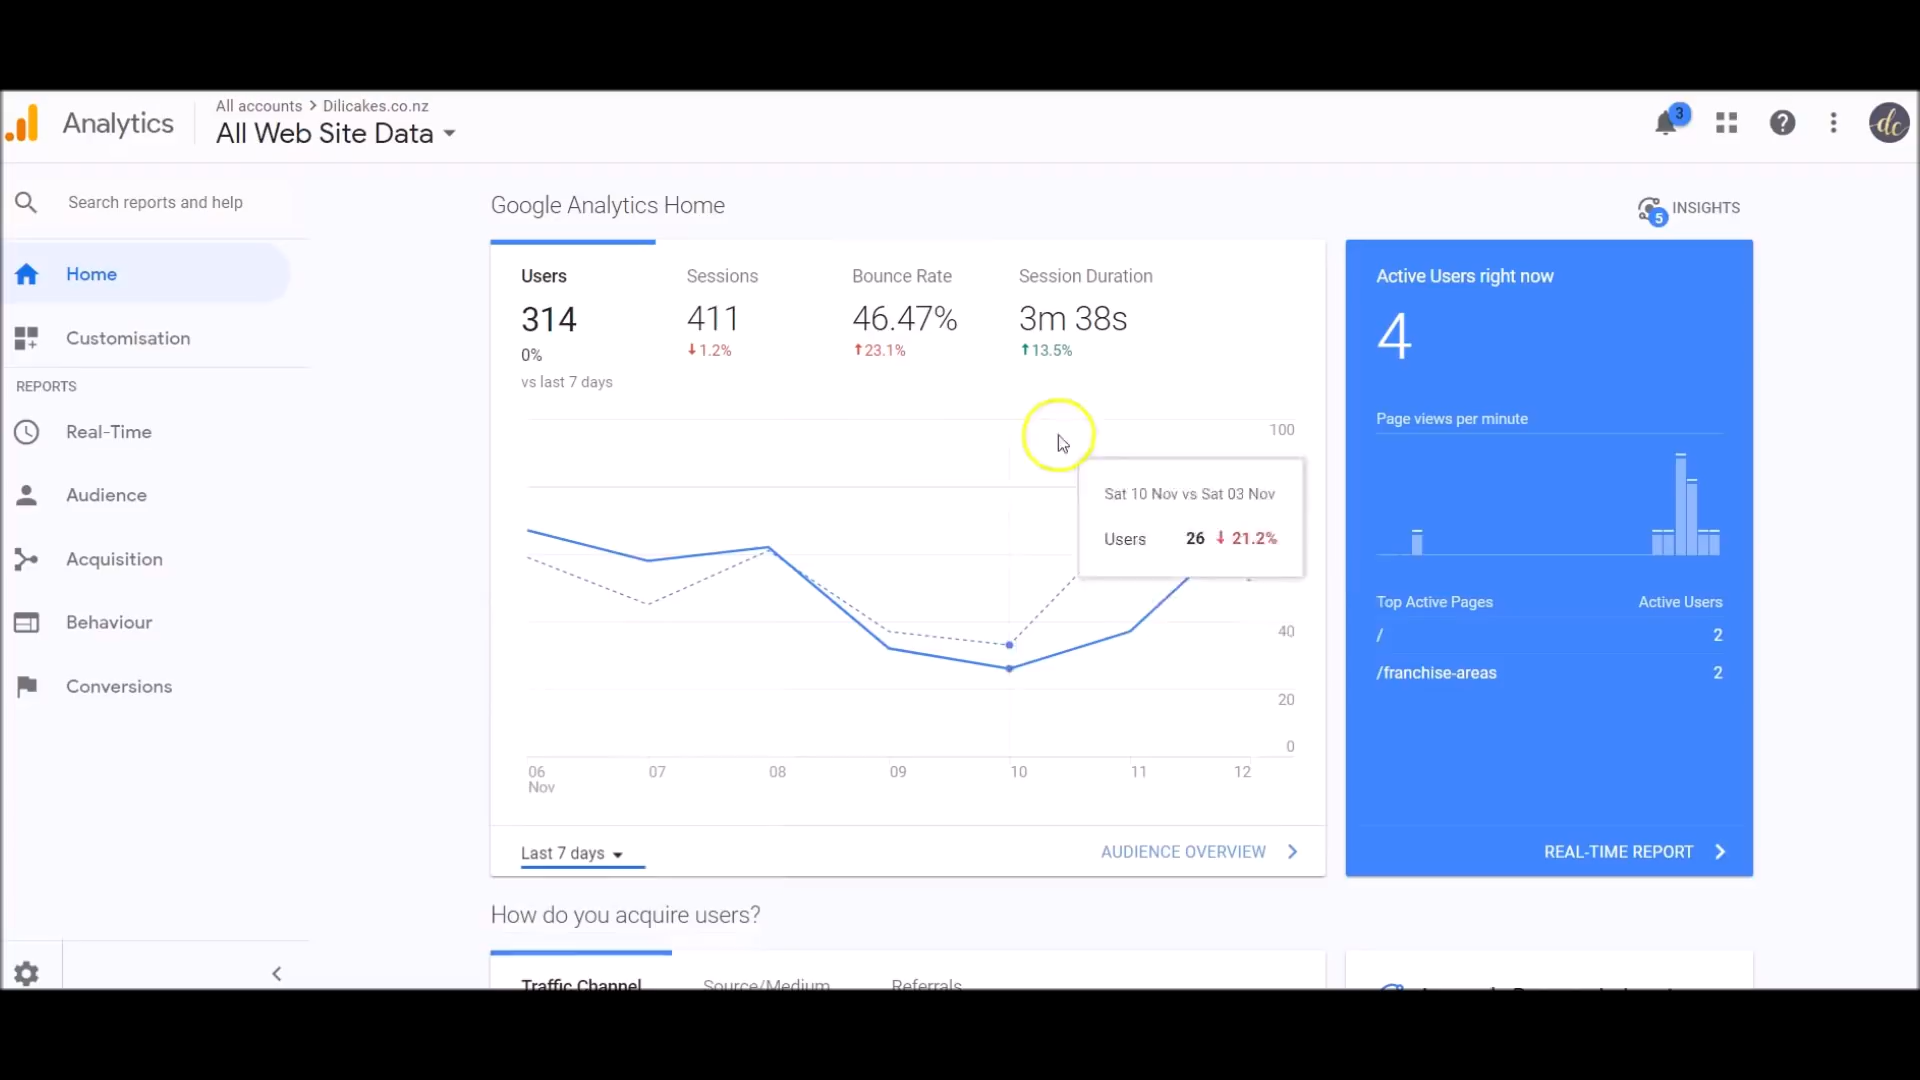 Analytics
All accounts > Dilicakes.co.nz
All Web Site Data
3
dc
Search reports and help
Home
Customisation
REPORTS
Real-Time
Audience
Acquisition
Behaviour
Conversions
Google Analytics Home
5 INSIGHTS
Users
314
0%
vs last 7 days
Sessions
411
1.2%
Bounce Rate
46.47%
23.1%
Session Duration
3m 38s
13.5%
100
Sat 10 Nov vs Sat 03 Nov
Users 26 21.2%
40
20
0
06 07 08 09 10 11 12
Nov
Last 7 days
AUDIENCE OVERVIEW
Active Users right now
4
Page views per minute
Top Active Pages Active Users
/ 2
/franchise-areas 2
REAL-TIME REPORT
How do you acquire users?
Traffic Channel Source/Medium Referrals